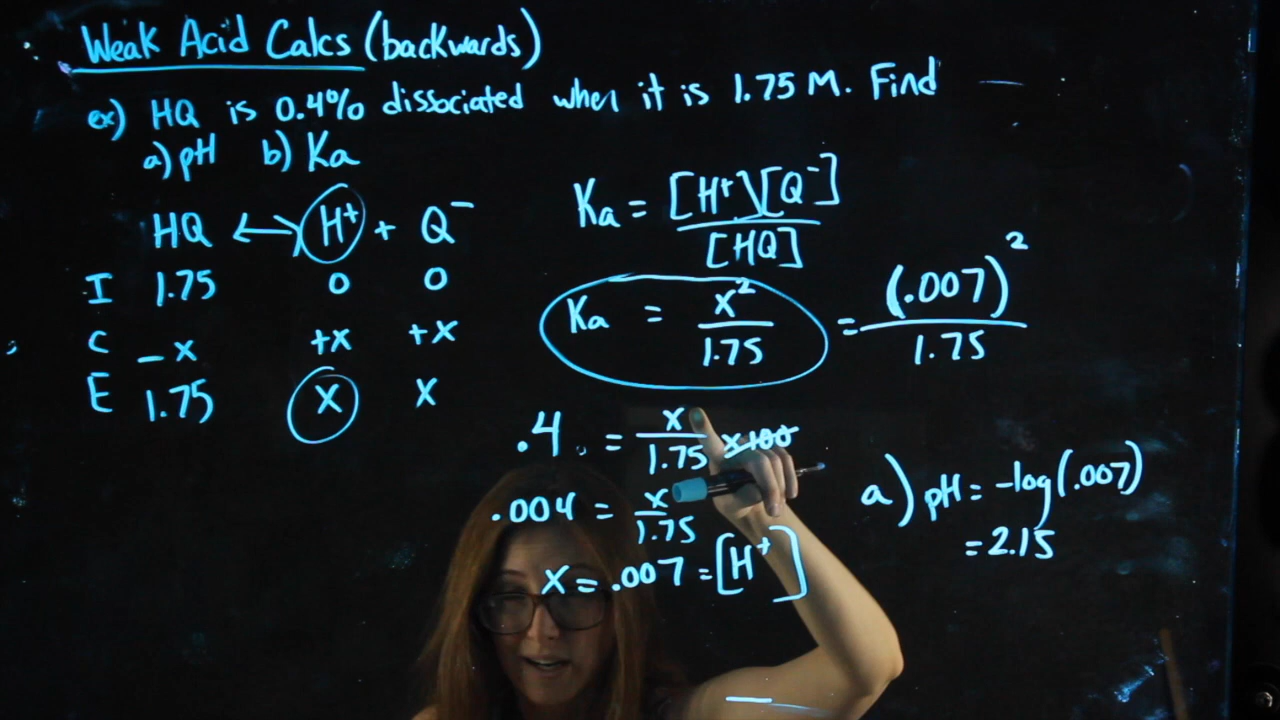 Weak Acid Calcs (backwards)
ex) HQ is 0.4% dissociated when it is 1.75 M. Find
a) pH b) Ka
HQ ⟷ H⁺ + Q⁻
I 1.75 0 0
C -x +x +x
E 1.75 x x
Ka = [H⁺][Q⁻] / [HQ]
Ka = x² / 1.75 = (.007)² / 1.75
.4 = x / 1.75 x100
.004 = x / 1.75
x = .007 = [H⁺]
a) pH = -log(.007)
= 2.15